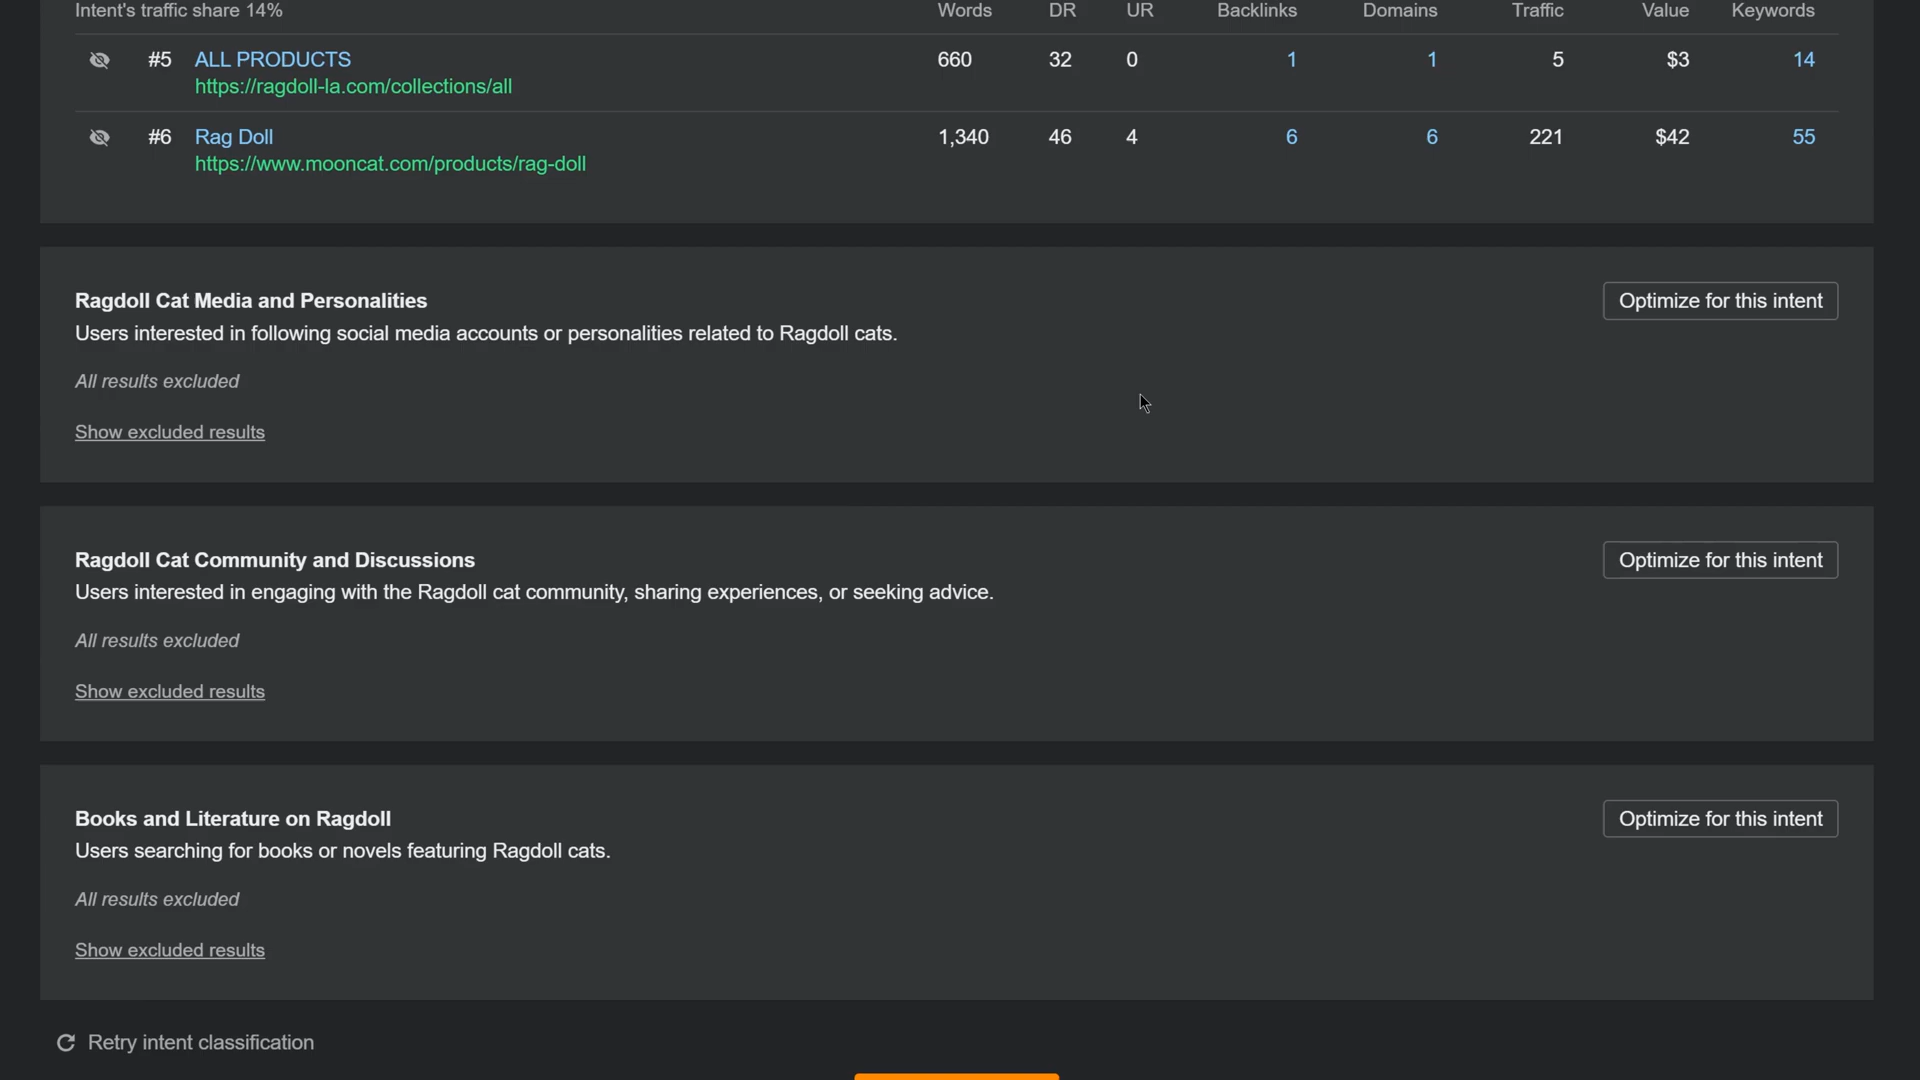 Intent's traffic share 14% Words DR UR Backlinks Domains Traffic Value Keywords
#5 ALL PRODUCTS 660 32 0 1 1 5 $3 14
https://ragdoll-la.com/collections/all
#6 Rag Doll 1,340 46 4 6 6 221 $42 55
https://www.mooncat.com/products/rag-doll
Ragdoll Cat Media and Personalities Optimize for this intent
Users interested in following social media accounts or personalities related to Ragdoll cats.
All results excluded
Show excluded results
Ragdoll Cat Community and Discussions Optimize for this intent
Users interested in engaging with the Ragdoll cat community, sharing experiences, or seeking advice.
All results excluded
Show excluded results
Books and Literature on Ragdoll Optimize for this intent
Users searching for books or novels featuring Ragdoll cats.
All results excluded
Show excluded results
Retry intent classification